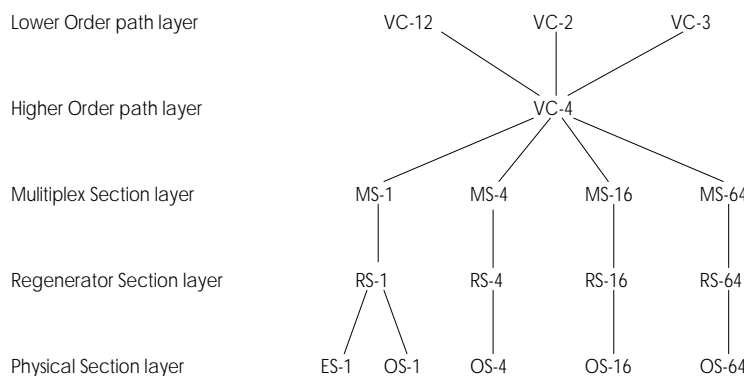 Lower Order path layer VC-12 VC-2 VC-3
Higher Order path layer VC-4
Mulitiplex Section layer MS-1 MS-4 MS-16 MS-64
Regenerator Section layer RS-1 RS-4 RS-16 RS-64
Physical Section layer ES-1 OS-1 OS-4 OS-16 OS-64